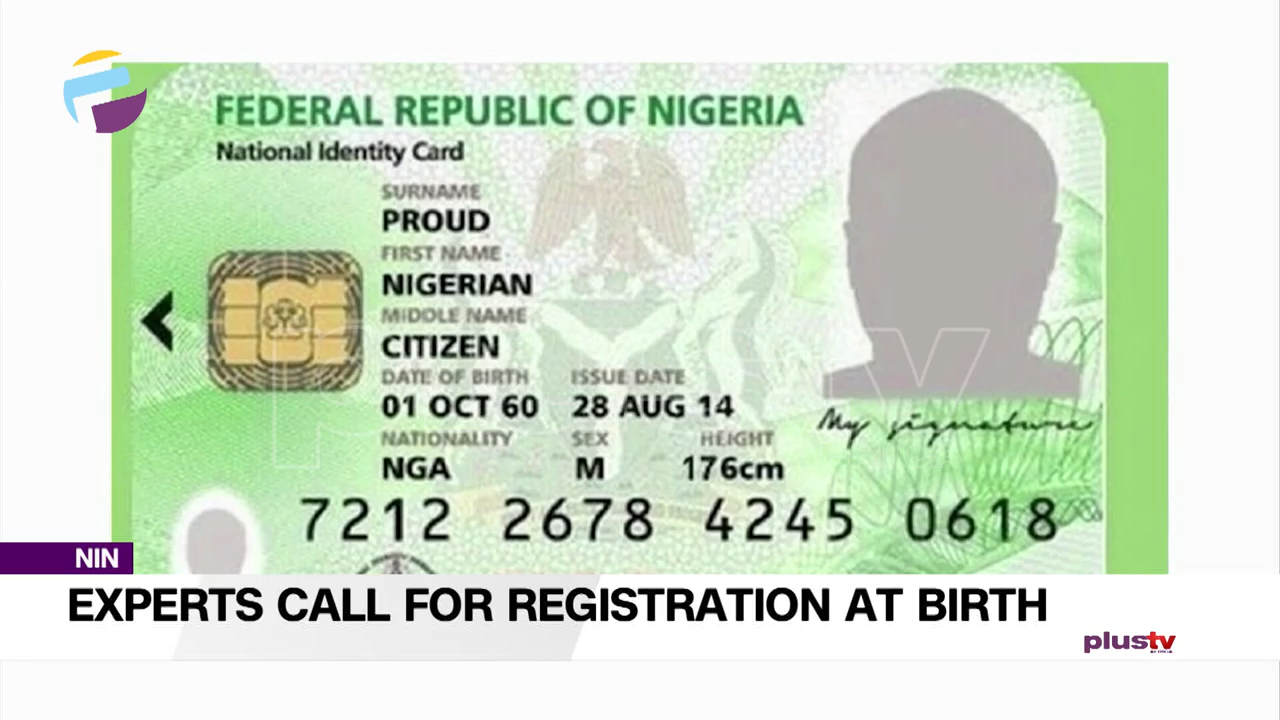 FEDERAL REPUBLIC OF NIGERIA
National Identity Card
SURNAME
PROUD
FIRST NAME
NIGERIAN
MIDDLE NAME
CITIZEN
DATE OF BIRTH ISSUE DATE
01 OCT 60 28 AUG 14
NATIONALITY SEX HEIGHT
NGA M 176cm
My signature
7212 2678 4245 0618
NIN
EXPERTS CALL FOR REGISTRATION AT BIRTH
plustv